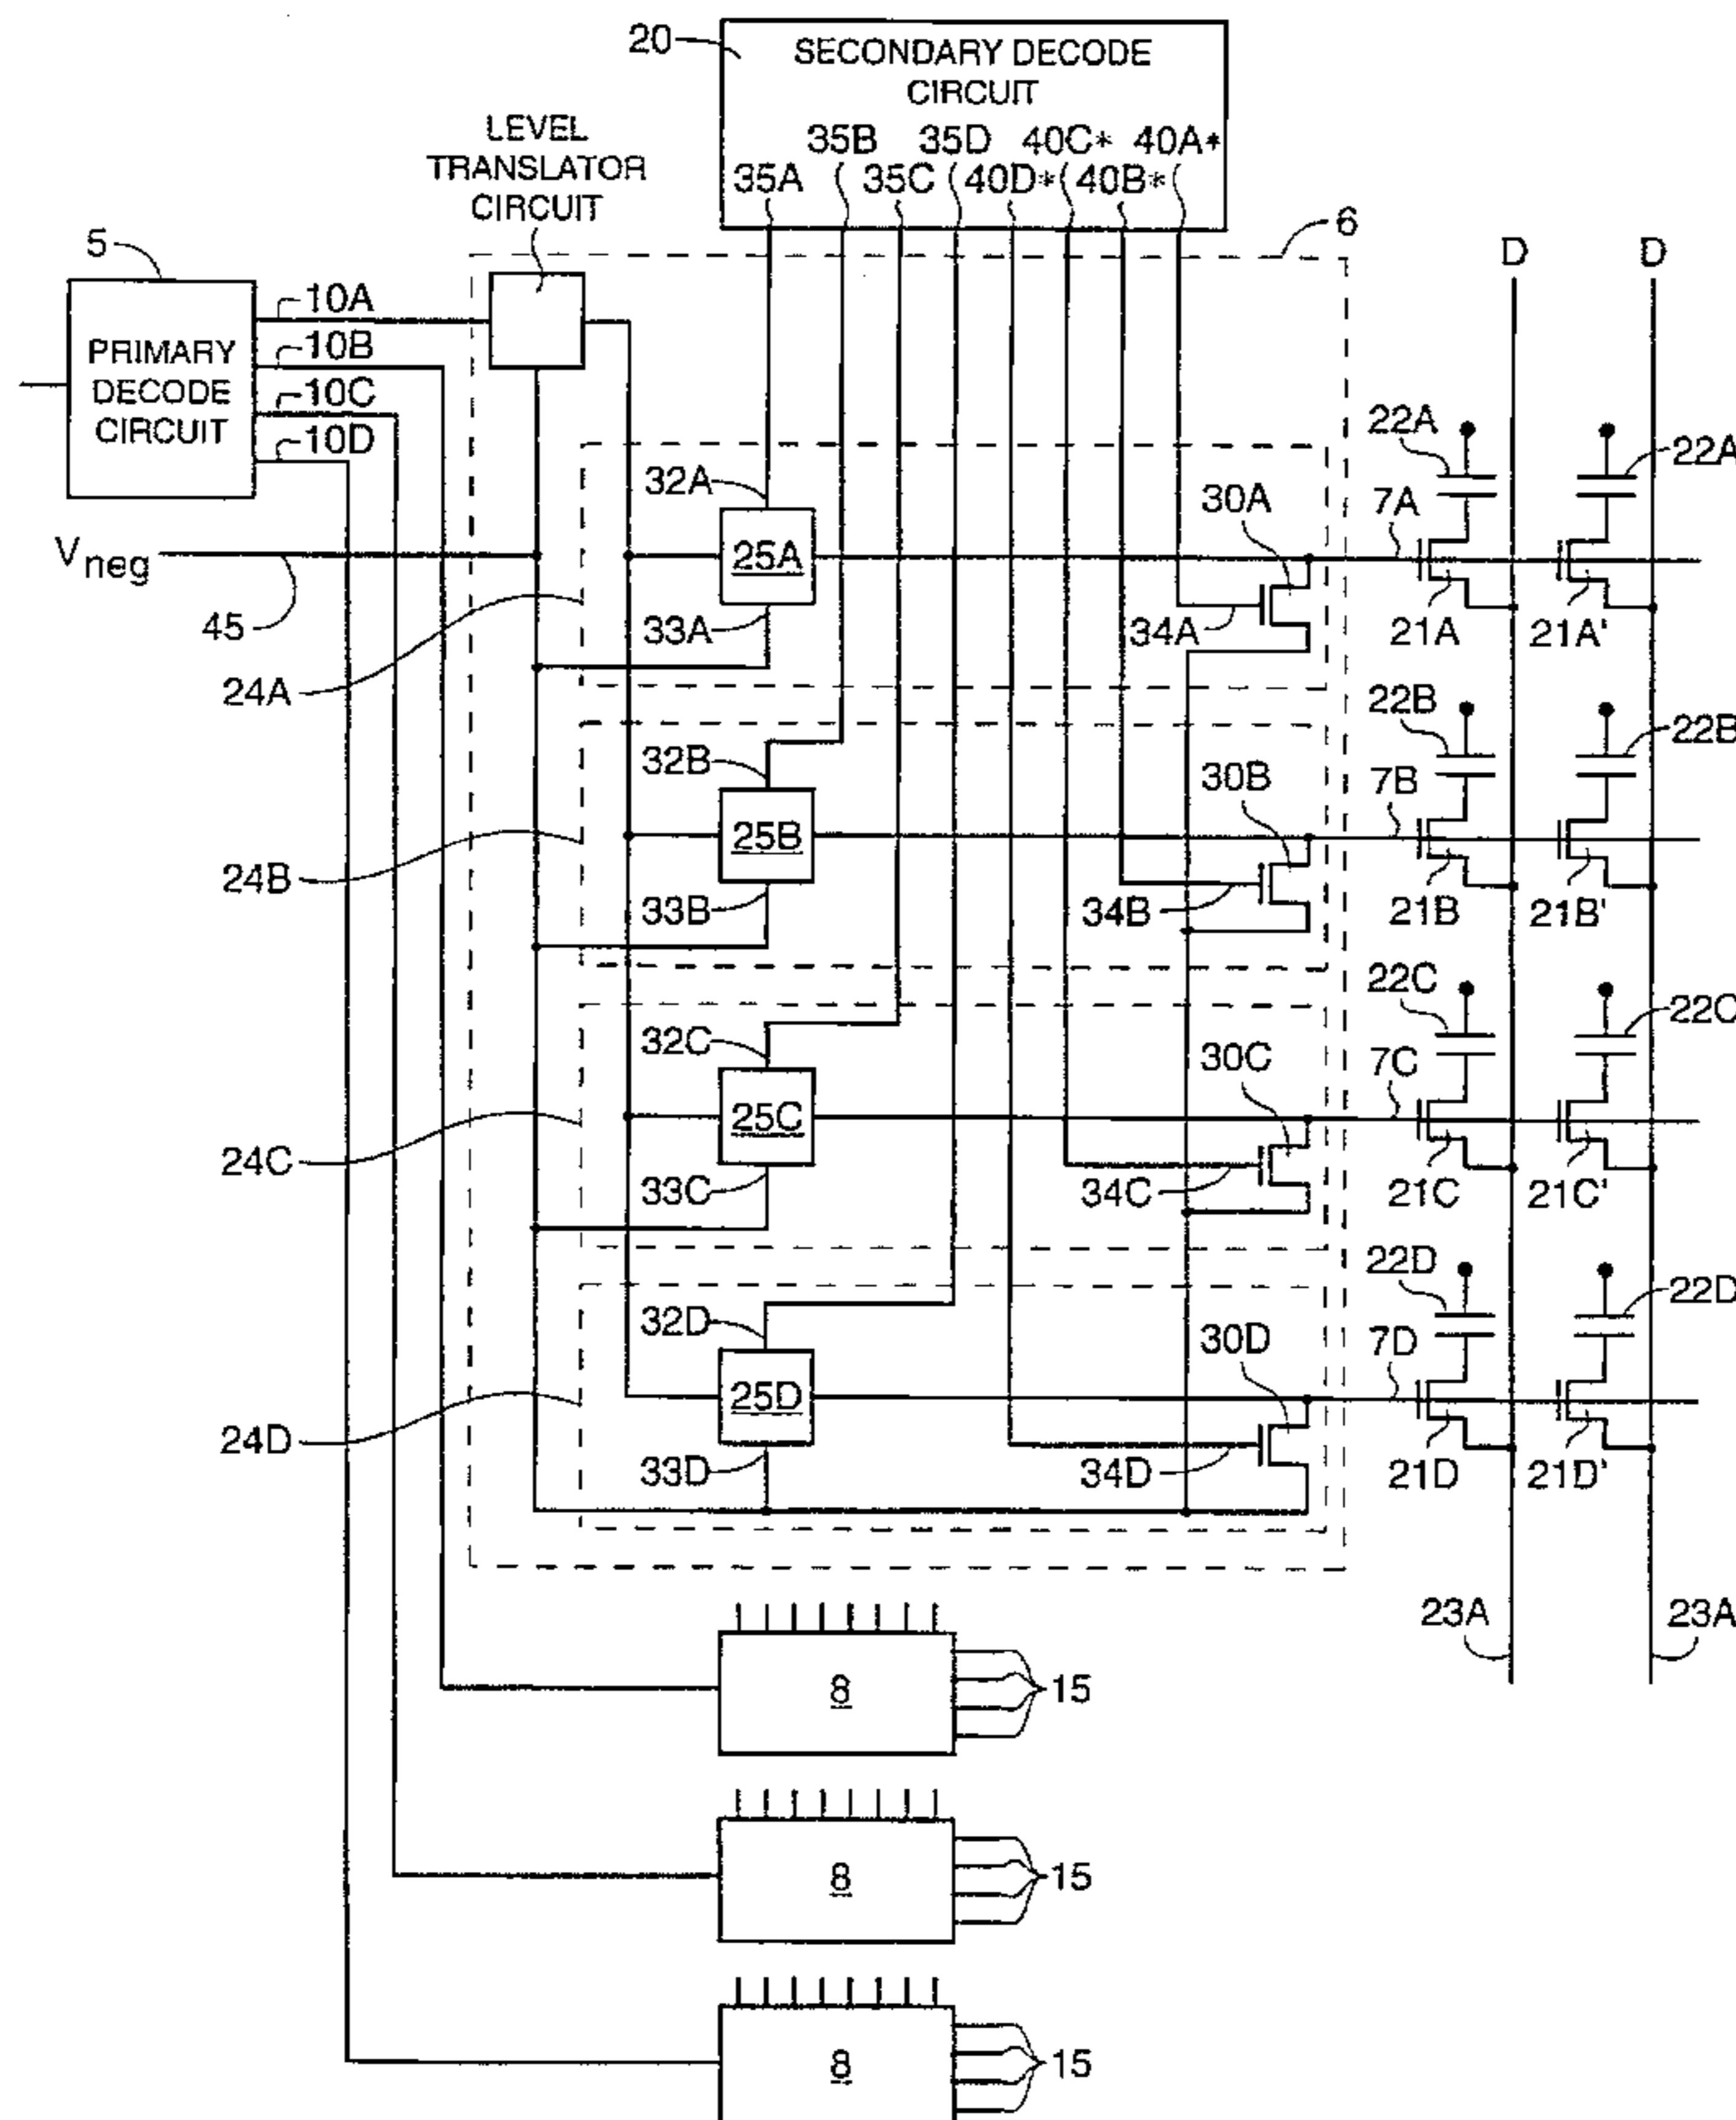 20
SECONDARY DECODE
CIRCUIT
35B 35D 40C* 40A*
35A 35C 40D* 40B*
LEVEL
TRANSLATOR
CIRCUIT
6
5
D D
10A
10B
10C
10D
PRIMARY
DECODE
CIRCUIT
22A 22A
32A 30A 7A
Vneg
25A
45 33A 34A 21A 21A'
24A
22B 22B
32B 30B 7B
25B
24B
33B 34B 21B 21B'
22C 22C
32C 30C 7C
25C
24C
33C 34C 21C 21C'
22D 22D
32D 30D 7D
25D
24D
33D 34D 21D 21D'
23A 23A
8 15
8 15
8 15